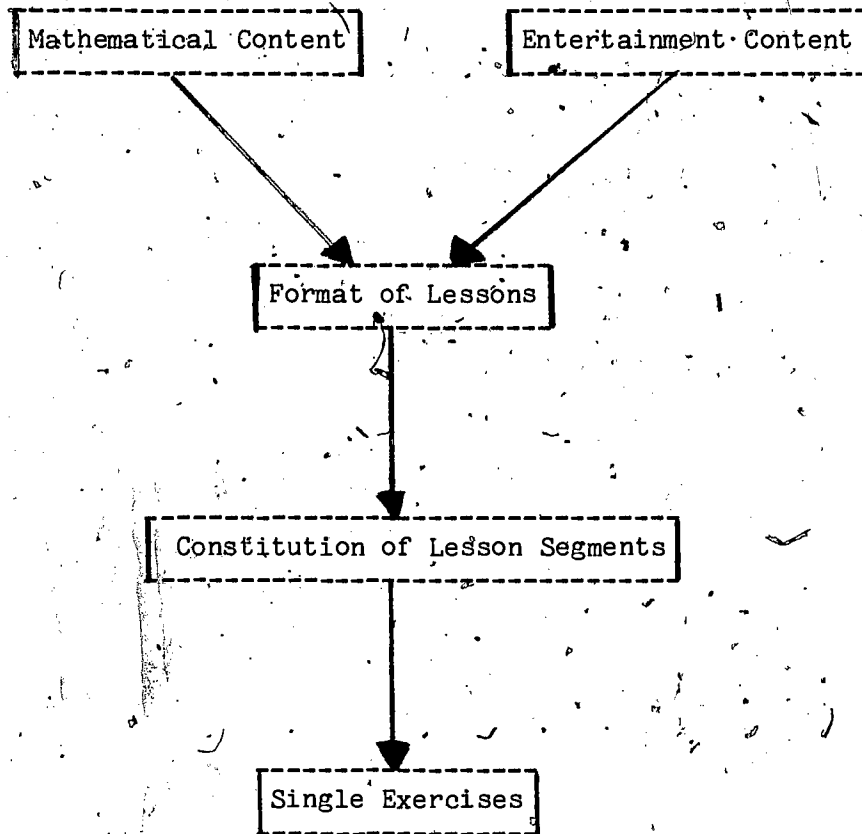 Mathematical Content
Entertainment Content
Format of Lessons
Constitution of Lesson Segments
Single Exercises